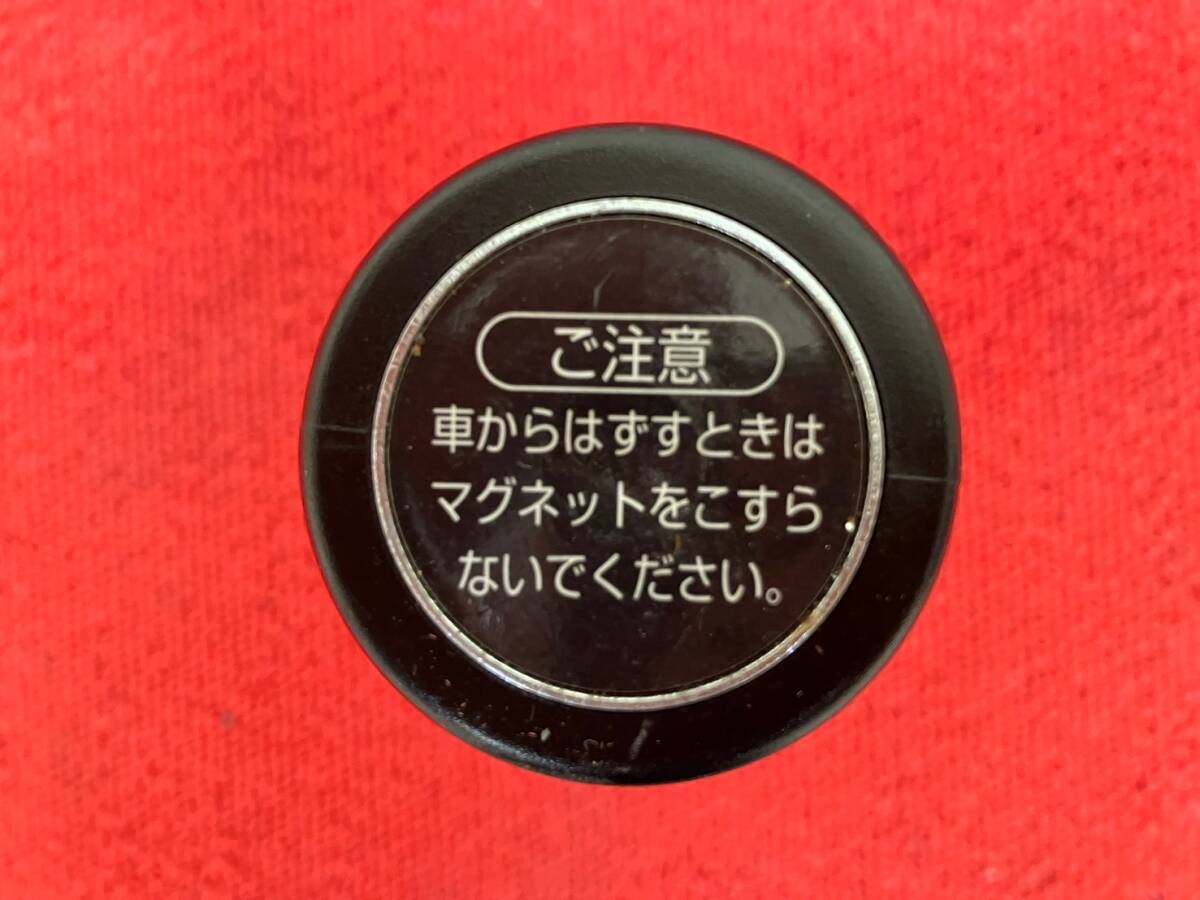 ご注意
車からはずすときは
マグネットをこすら
ないでください。